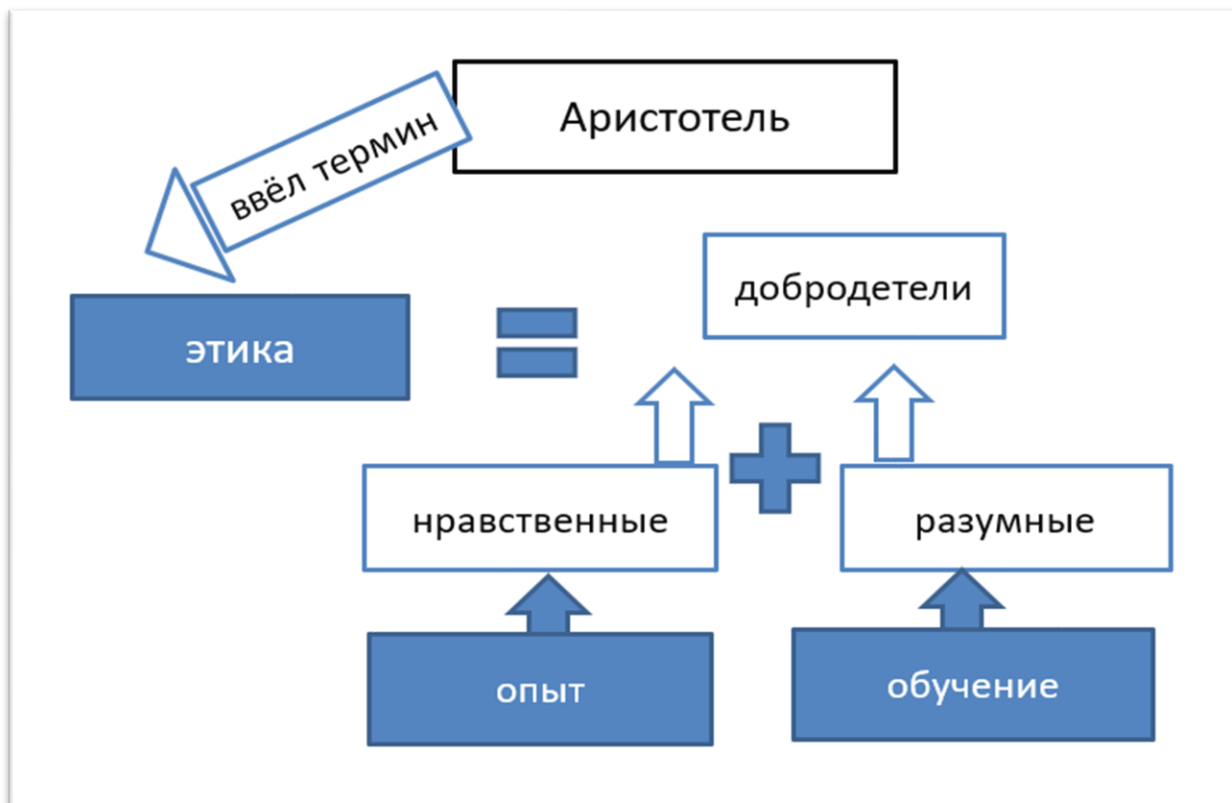 Аристотель
ввёл термин
добродетели
этика
нравственные
разумные
опыт
обучение